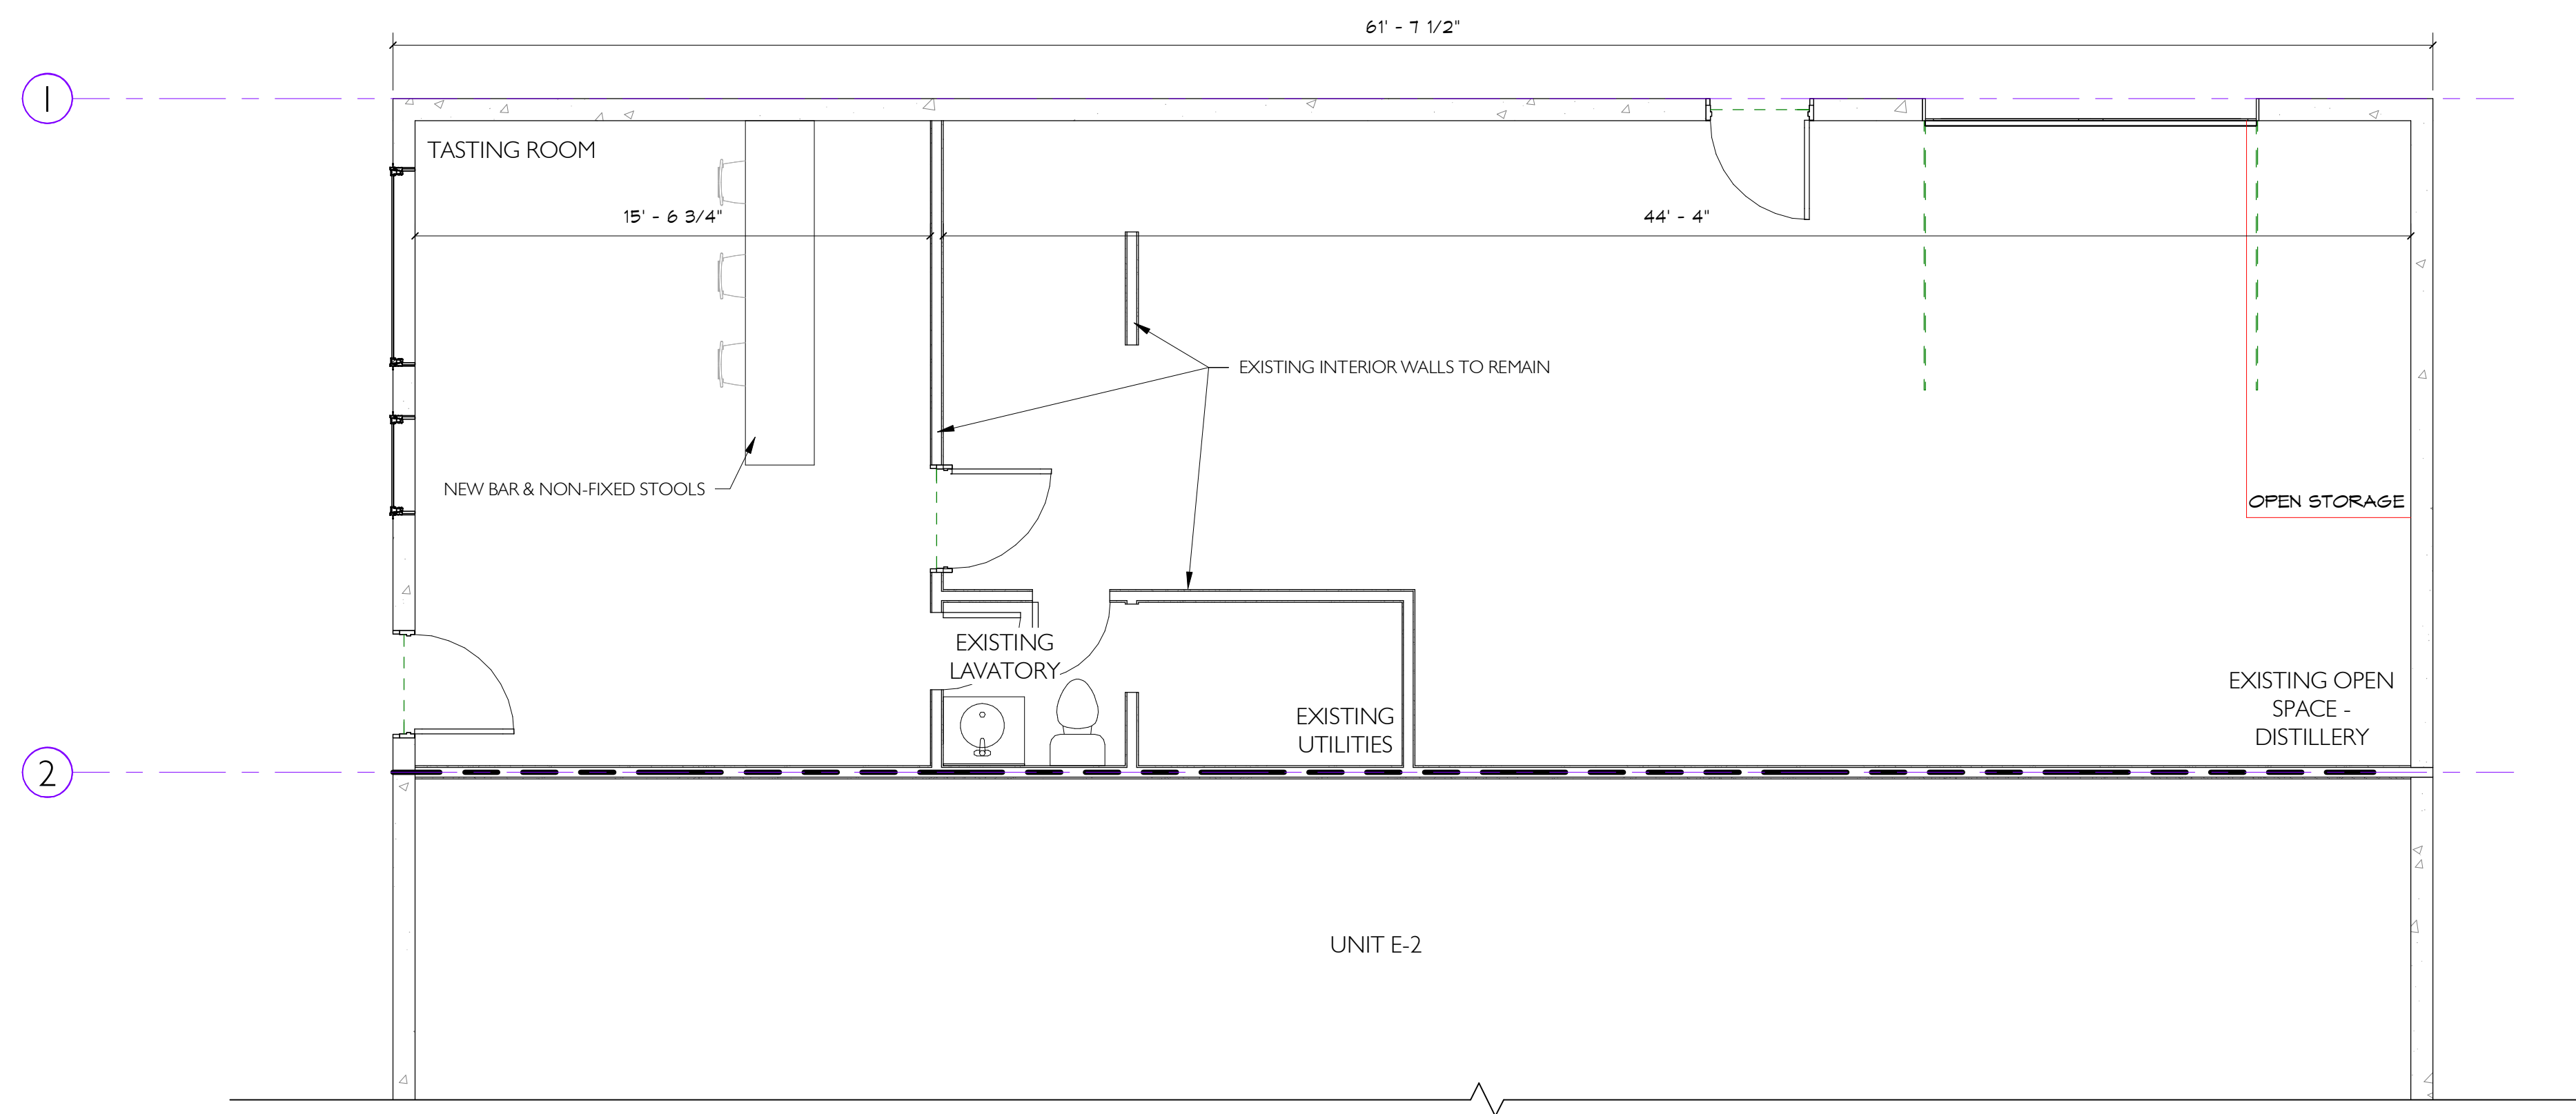 61' - 7 1/2"
1
TASTING ROOM
15' - 6 3/4"
44' - 4"
EXISTING INTERIOR WALLS TO REMAIN
NEW BAR & NON-FIXED STOOLS
OPEN STORAGE
EXISTING
LAVATORY
EXISTING
UTILITIES
EXISTING OPEN
SPACE -
DISTILLERY
2
UNIT E-2